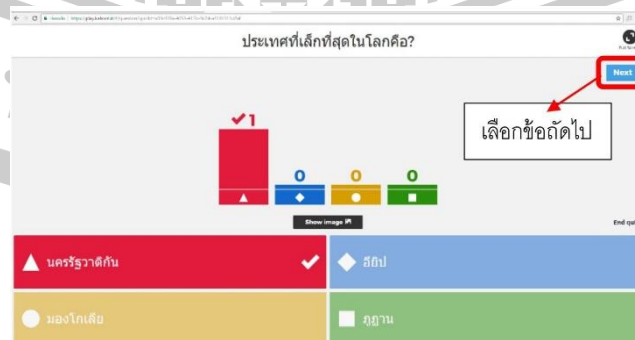 ประเทศที่เล็กที่สุดในโลกคือ?
Next
เลือกข้อถัดไป
1
0
0
0
Show image
นครรัฐวาติกัน
อียิป
มองโกเลีย
ภูฏาน